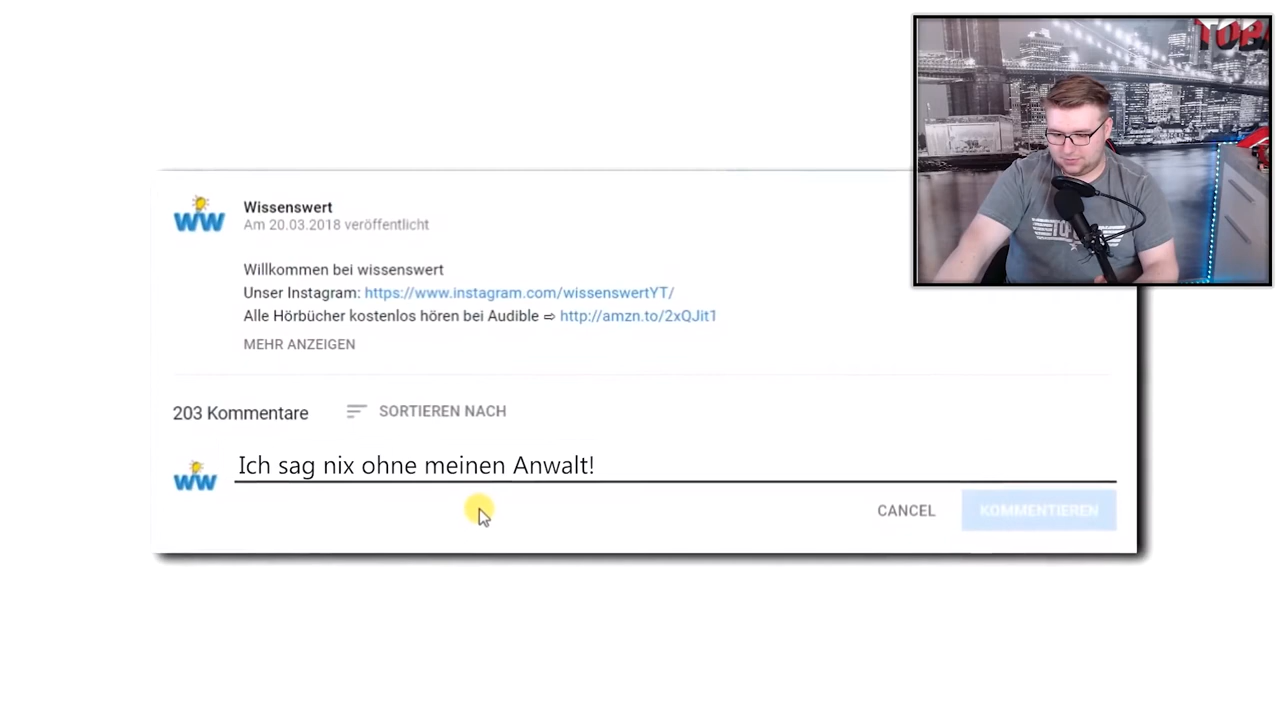 WW
Wissenswert
Am 20.03.2018 veröffentlicht
Willkommen bei wissenswert
Unser Instagram: https://www.instagram.com/wissenswertYT/
Alle Hörbücher kostenlos hören bei Audible ⇨ http://amzn.to/2xQJit1
MEHR ANZEIGEN
203 Kommentare SORTIEREN NACH
WW
Ich sag nix ohne meinen Anwalt!
CANCEL KOMMENTIEREN